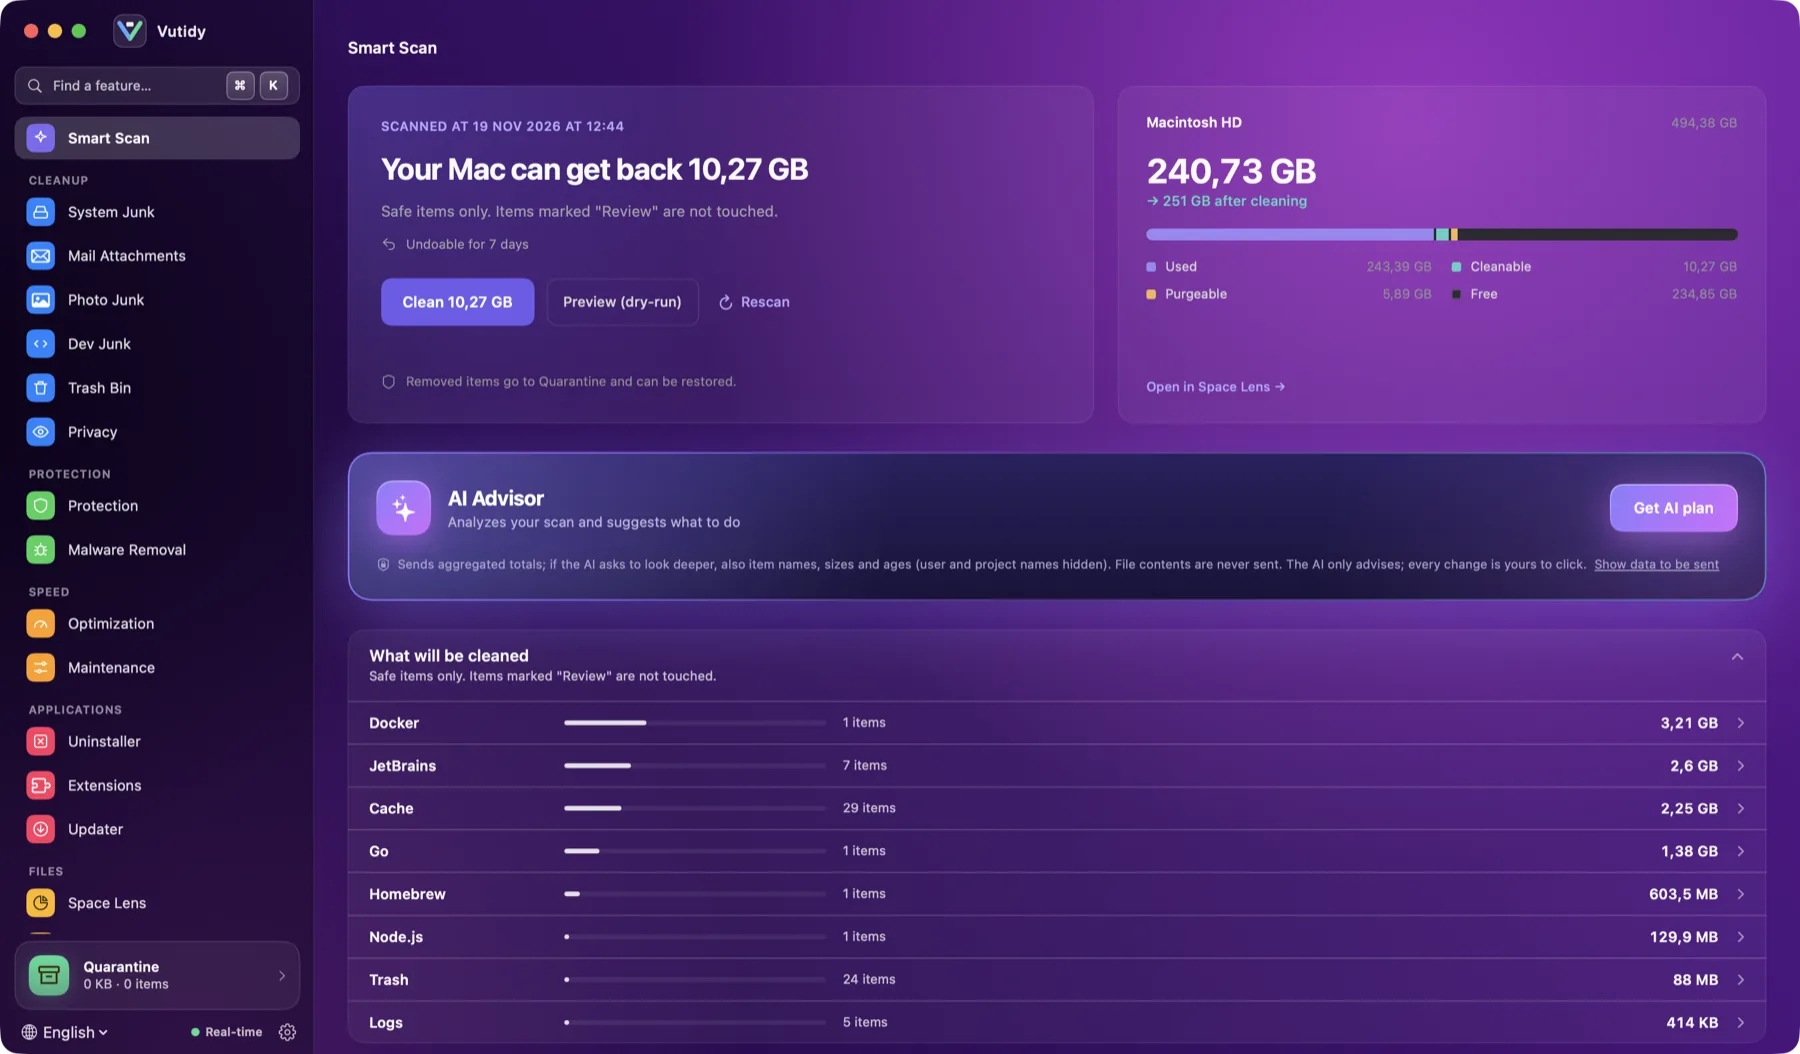 Vutidy
Find a feature... ⌘ K
Smart Scan
CLEANUP
System Junk
Mail Attachments
Photo Junk
Dev Junk
Trash Bin
Privacy
PROTECTION
Protection
Malware Removal
SPEED
Optimization
Maintenance
APPLICATIONS
Uninstaller
Extensions
Updater
FILES
Space Lens
Quarantine
0 KB · 0 items
English
Real-time
Smart Scan
SCANNED AT 19 NOV 2026 AT 12:44
Your Mac can get back 10,27 GB
Safe items only. Items marked "Review" are not touched.
Undoable for 7 days
Clean 10,27 GB
Preview (dry-run)
Rescan
Removed items go to Quarantine and can be restored.
Macintosh HD 494,38 GB
240,73 GB
→ 251 GB after cleaning
Used 243,39 GB Cleanable 10,27 GB
Purgeable 5,89 GB Free 234,85 GB
Open in Space Lens →
AI Advisor
Analyzes your scan and suggests what to do
Get AI plan
Sends aggregated totals; if the AI asks to look deeper, also item names, sizes and ages (user and project names hidden). File contents are never sent. The AI only advises; every change is yours to click. Show data to be sent
What will be cleaned
Safe items only. Items marked "Review" are not touched.
Docker 1 items 3,21 GB
JetBrains 7 items 2,6 GB
Cache 29 items 2,25 GB
Go 1 items 1,38 GB
Homebrew 1 items 603,5 MB
Node.js 1 items 129,9 MB
Trash 24 items 88 MB
Logs 5 items 414 KB